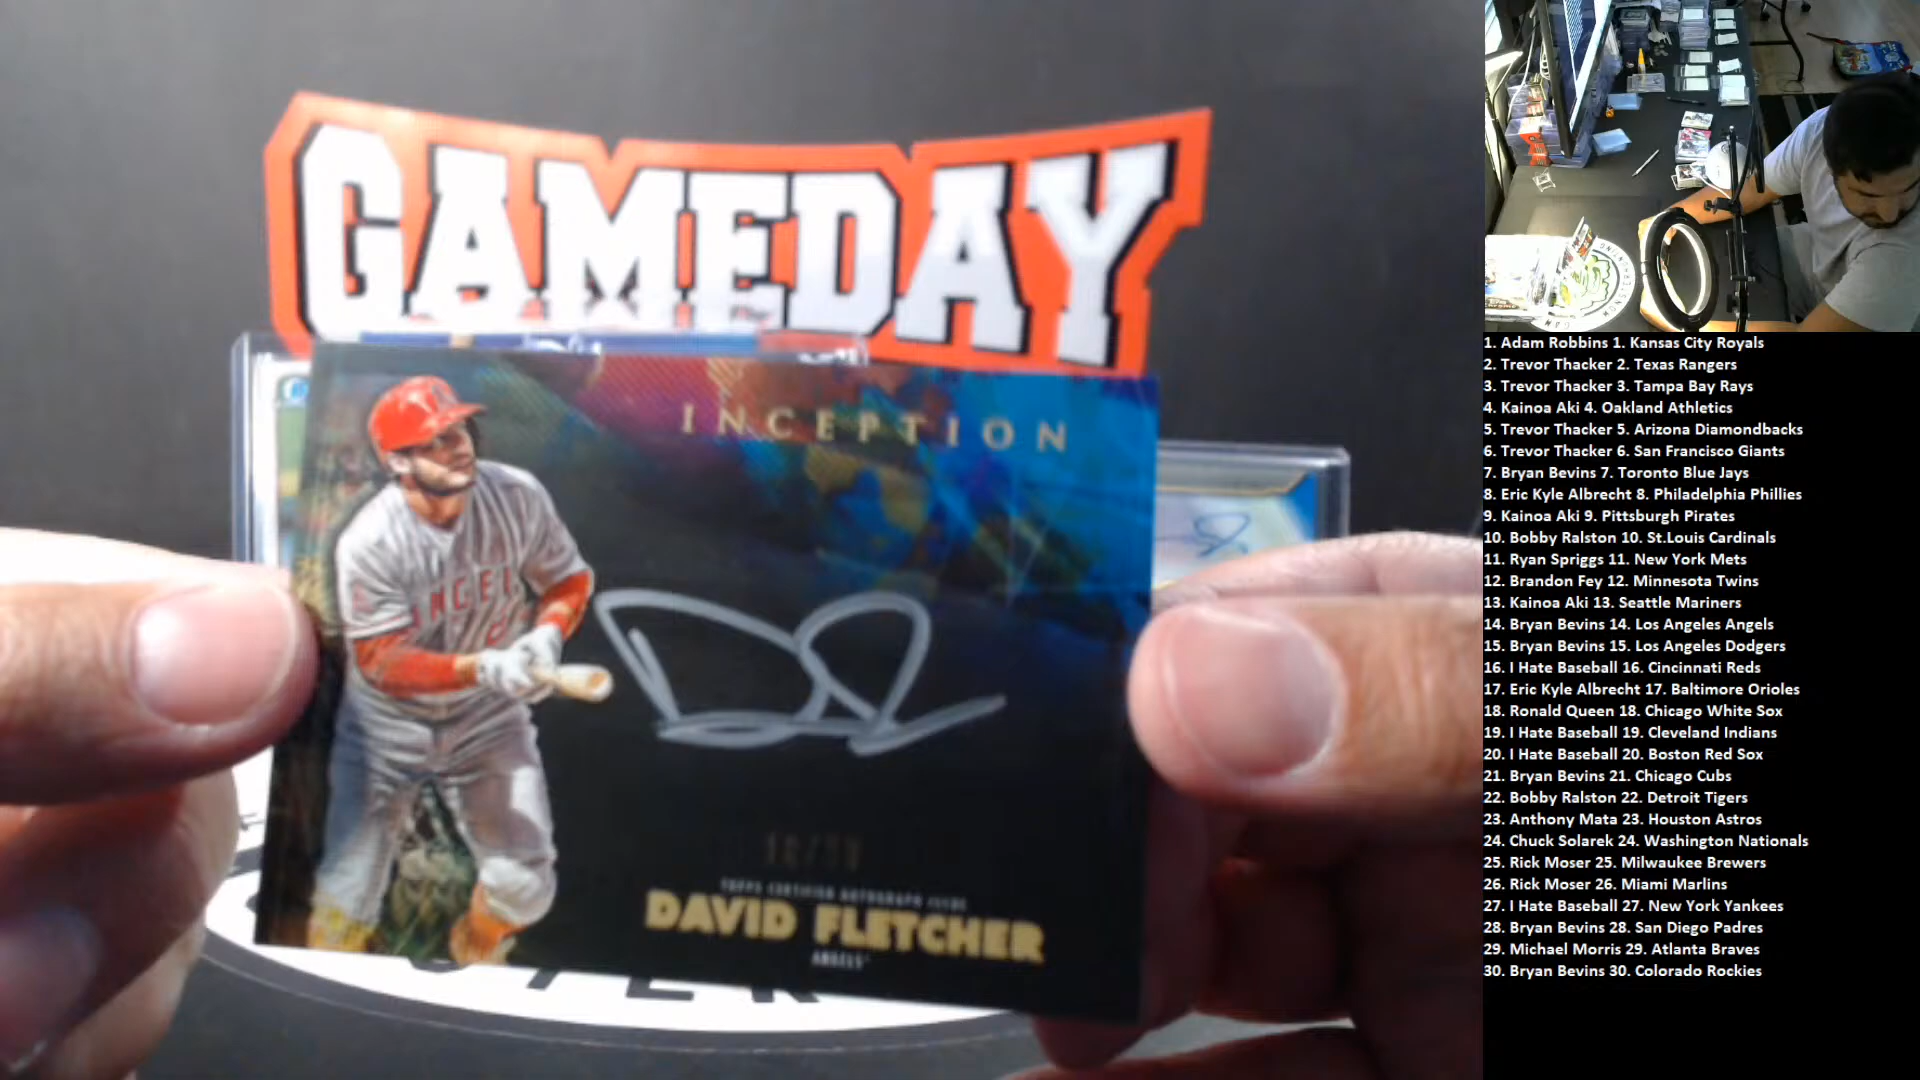 GAMEDAY
INCEPTION
ANGEL
TOPPS CERTIFIED AUTOGRAPH ISSUE
DAVID FLETCHER
ANGELS
1. Adam Robbins 1. Kansas City Royals
2. Trevor Thacker 2. Texas Rangers
3. Trevor Thacker 3. Tampa Bay Rays
4. Kainoa Aki 4. Oakland Athletics
5. Trevor Thacker 5. Arizona Diamondbacks
6. Trevor Thacker 6. San Francisco Giants
7. Bryan Bevins 7. Toronto Blue Jays
8. Eric Kyle Albrecht 8. Philadelphia Phillies
9. Kainoa Aki 9. Pittsburgh Pirates
10. Bobby Ralston 10. St.Louis Cardinals
11. Ryan Spriggs 11. New York Mets
12. Brandon Fey 12. Minnesota Twins
13. Kainoa Aki 13. Seattle Mariners
14. Bryan Bevins 14. Los Angeles Angels
15. Bryan Bevins 15. Los Angeles Dodgers
16. I Hate Baseball 16. Cincinnati Reds
17. Eric Kyle Albrecht 17. Baltimore Orioles
18. Ronald Queen 18. Chicago White Sox
19. I Hate Baseball 19. Cleveland Indians
20. I Hate Baseball 20. Boston Red Sox
21. Bryan Bevins 21. Chicago Cubs
22. Bobby Ralston 22. Detroit Tigers
23. Anthony Mata 23. Houston Astros
24. Chuck Solarek 24. Washington Nationals
25. Rick Moser 25. Milwaukee Brewers
26. Rick Moser 26. Miami Marlins
27. I Hate Baseball 27. New York Yankees
28. Bryan Bevins 28. San Diego Padres
29. Michael Morris 29. Atlanta Braves
30. Bryan Bevins 30. Colorado Rockies